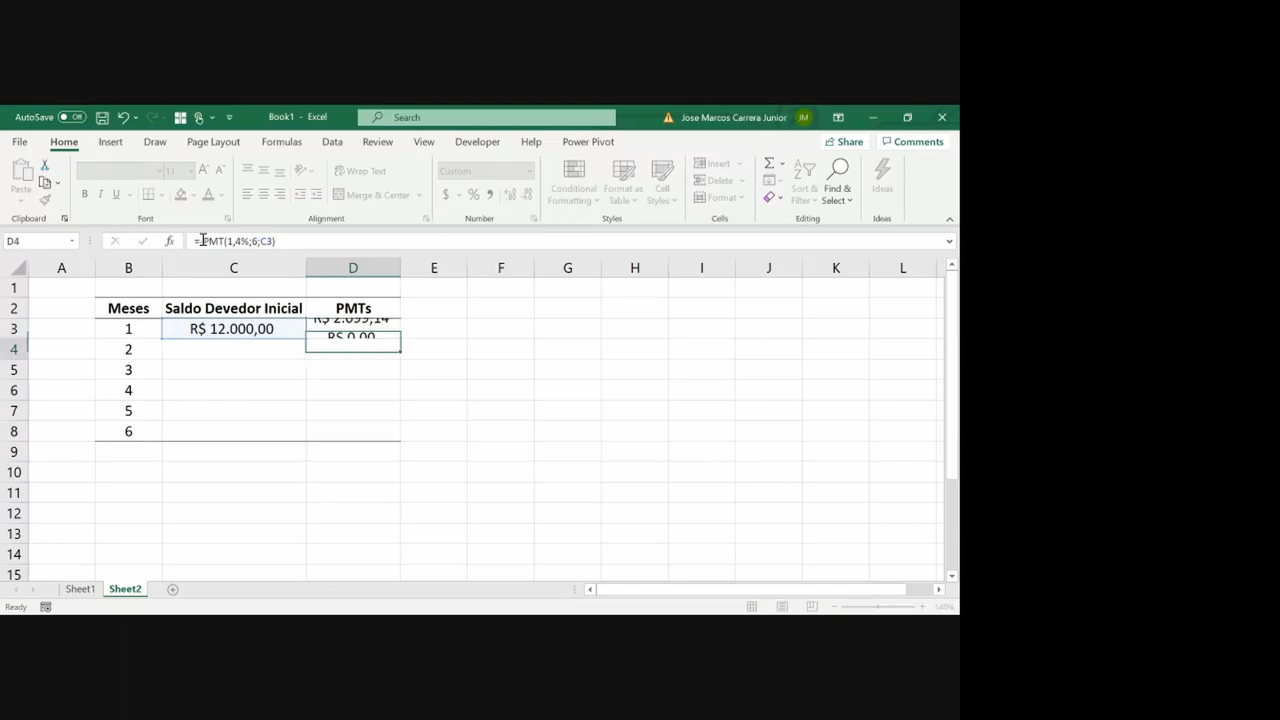 AutoSave Off Book1 - Excel Search Jose Marcos Carrera Junior JM
File Home Insert Draw Page Layout Formulas Data Review View Developer Help Power Pivot Share Comments
Paste 11 A A Wrap Text Custom Conditional Formatting Format as Table Cell Styles Insert Delete Format Sort & Filter Find & Select Ideas
B I U A Merge & Center $ %
Clipboard Font Alignment Number Styles Cells Editing Ideas
D4 fx PMT(1,4%;6;C3)
A B C D E F G H I J K L
1
2 Meses Saldo Devedor Inicial PMTs
3 1 R$ 12.000,00 R$ 2.099,14
4 2 R$ 0,00
5 3
6 4
7 5
8 6
9
10
11
12
13
14
15
Sheet1 Sheet2
Ready 140%